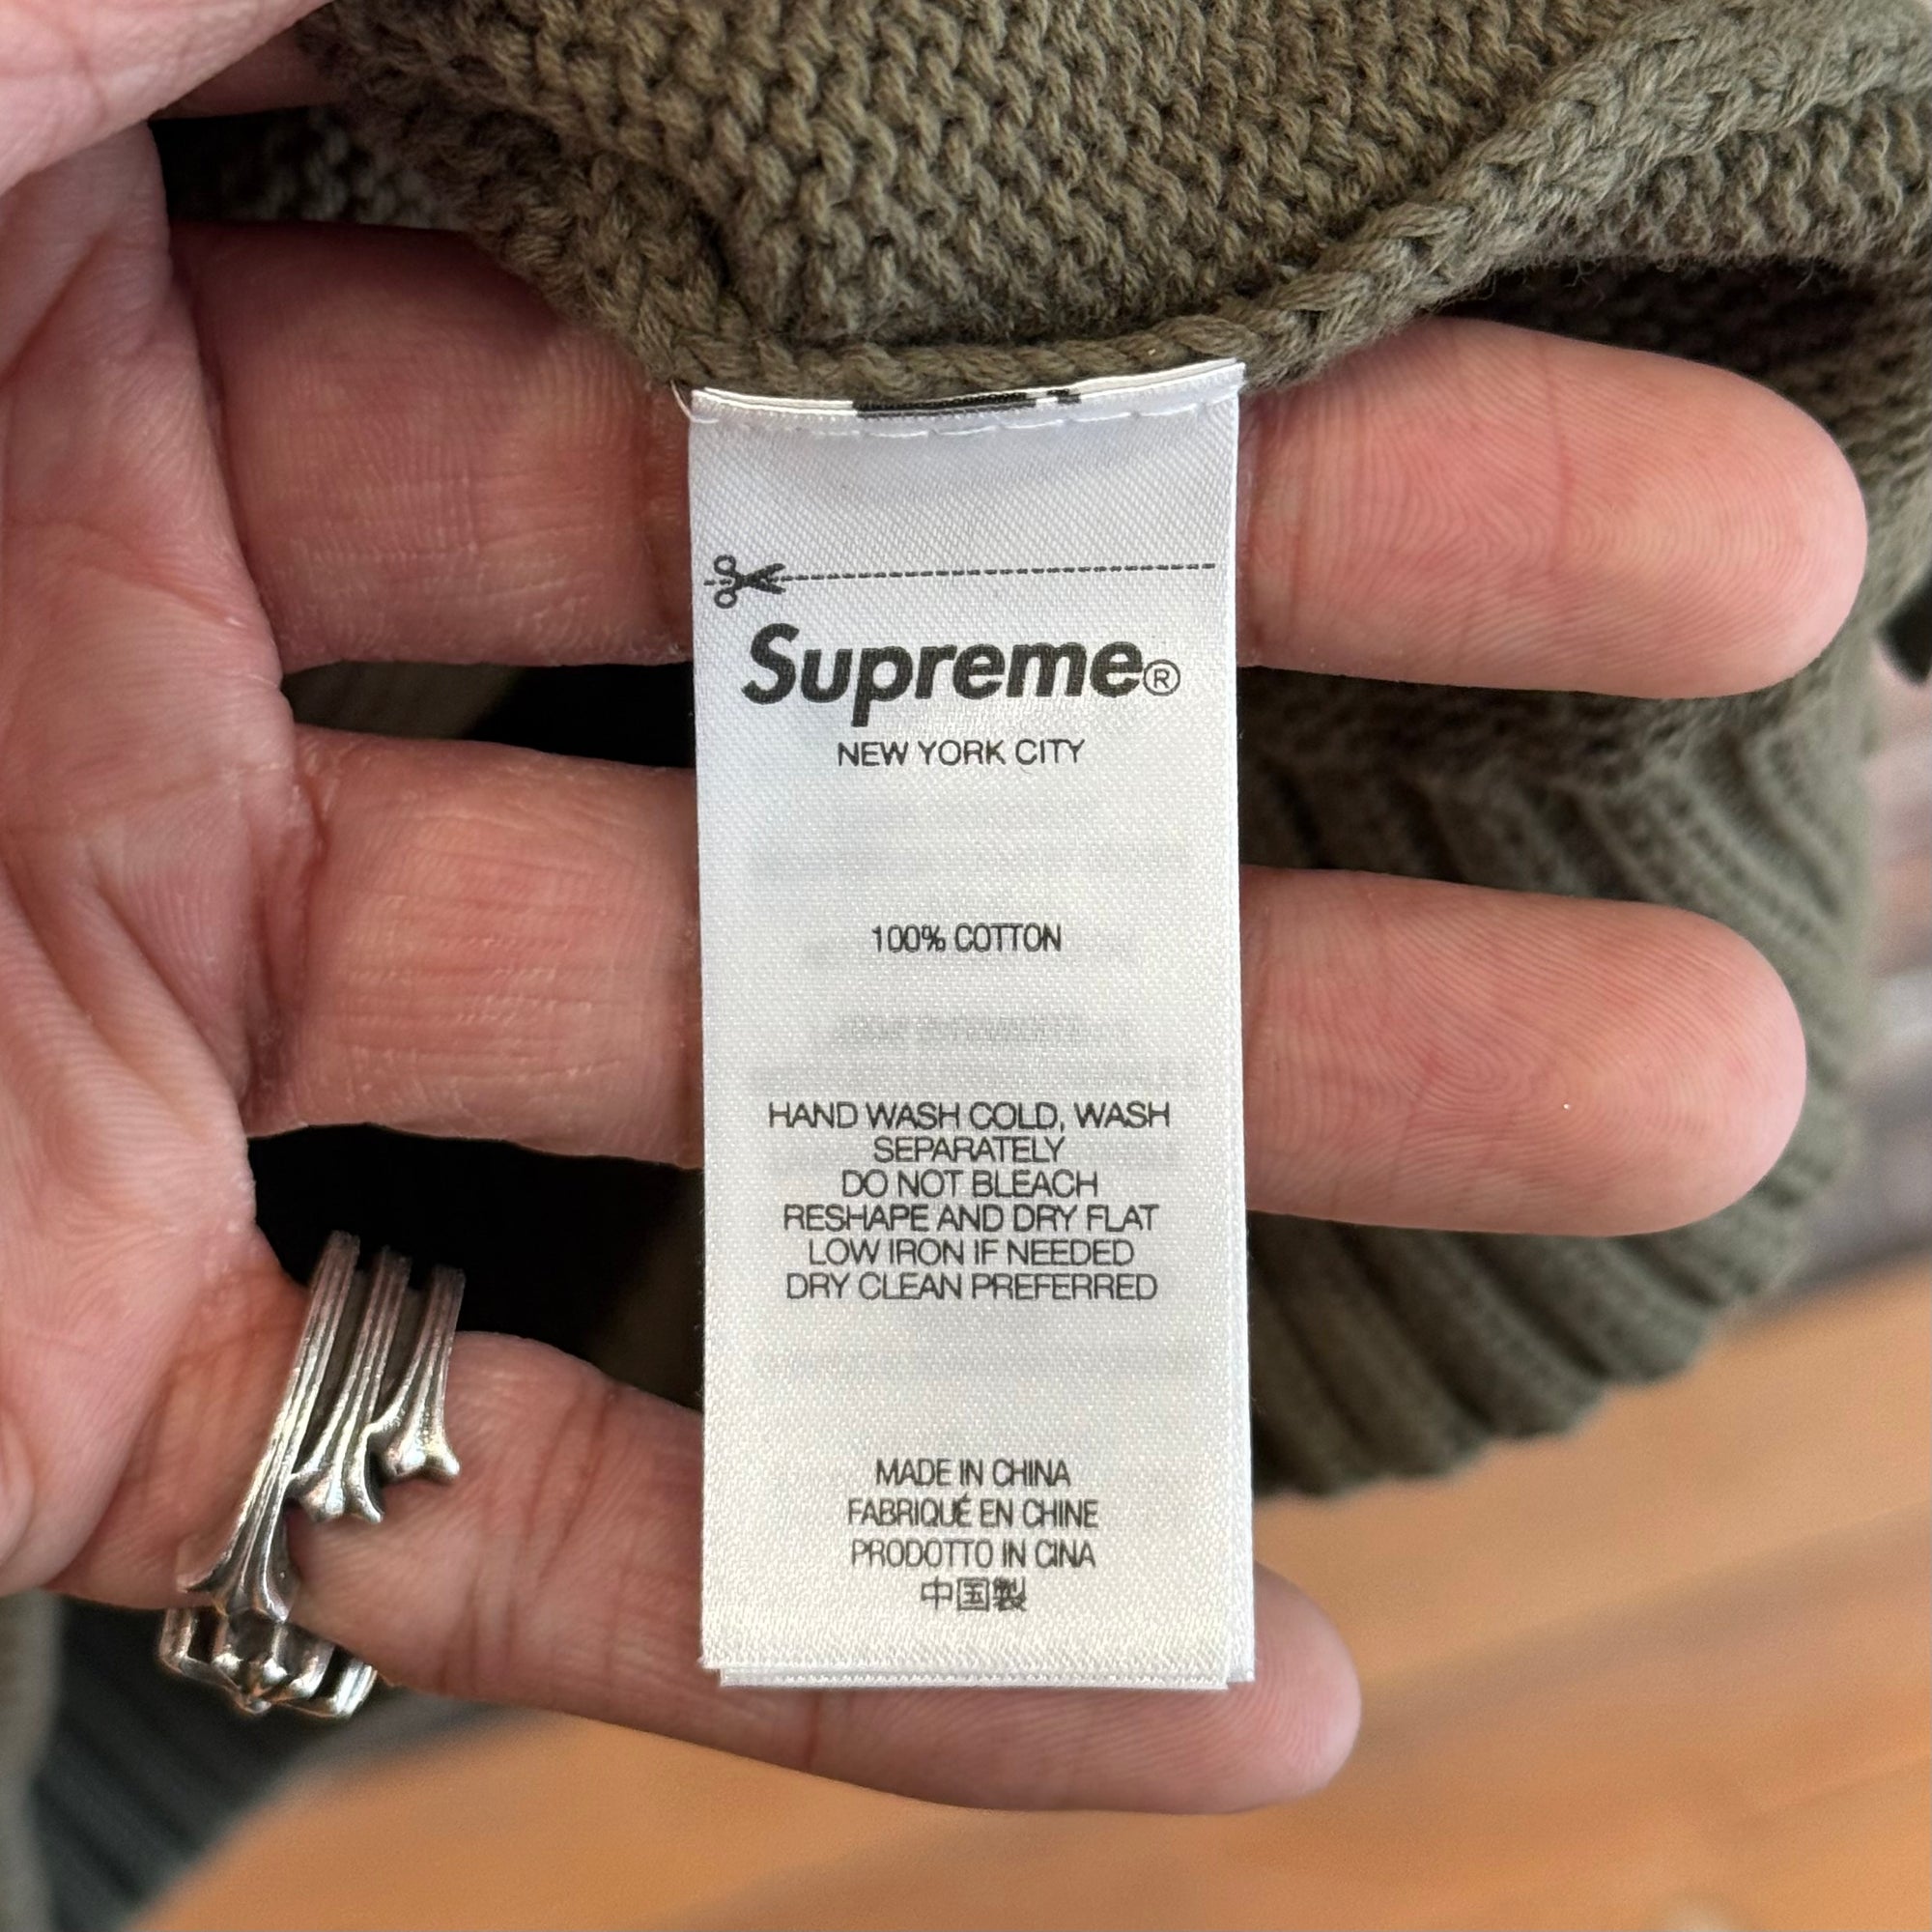 Supreme®
NEW YORK CITY
100% COTTON
HAND WASH COLD, WASH
SEPARATELY
DO NOT BLEACH
RESHAPE AND DRY FLAT
LOW IRON IF NEEDED
DRY CLEAN PREFERRED
MADE IN CHINA
FABRIQUÉ EN CHINE
PRODOTTO IN CINA
中国製